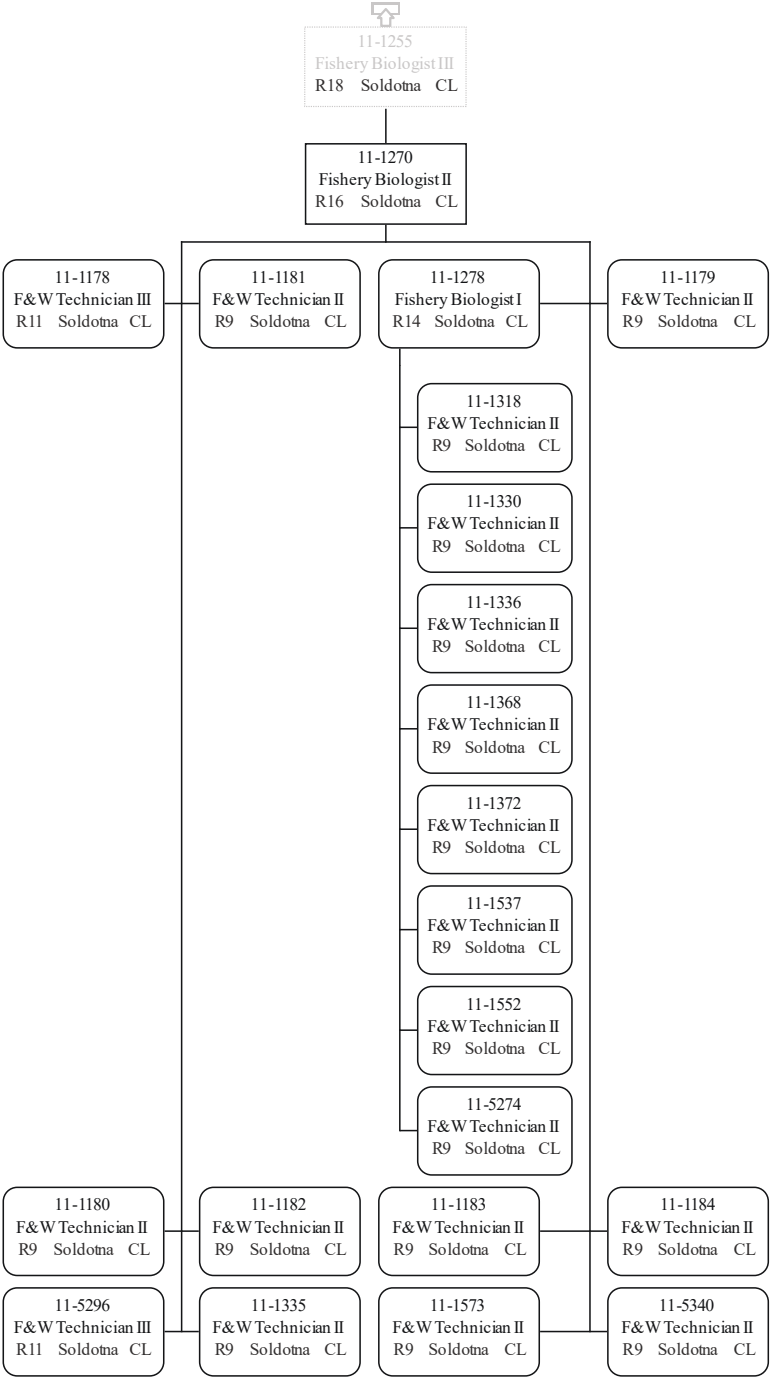 11-1255
Fishery Biologist III
R18 Soldotna CL
11-1270
Fishery Biologist II
R16 Soldotna CL
11-1178
F&W Technician III
R11 Soldotna CL
11-1181
F&W Technician II
R9 Soldotna CL
11-1278
Fishery Biologist I
R14 Soldotna CL
11-1179
F&W Technician II
R9 Soldotna CL
11-1318
F&W Technician II
R9 Soldotna CL
11-1330
F&W Technician II
R9 Soldotna CL
11-1336
F&W Technician II
R9 Soldotna CL
11-1368
F&W Technician II
R9 Soldotna CL
11-1372
F&W Technician II
R9 Soldotna CL
11-1537
F&W Technician II
R9 Soldotna CL
11-1552
F&W Technician II
R9 Soldotna CL
11-5274
F&W Technician II
R9 Soldotna CL
11-1180
F&W Technician II
R9 Soldotna CL
11-1182
F&W Technician II
R9 Soldotna CL
11-1183
F&W Technician II
R9 Soldotna CL
11-1184
F&W Technician II
R9 Soldotna CL
11-5296
F&W Technician III
R11 Soldotna CL
11-1335
F&W Technician II
R9 Soldotna CL
11-1573
F&W Technician II
R9 Soldotna CL
11-5340
F&W Technician II
R9 Soldotna CL